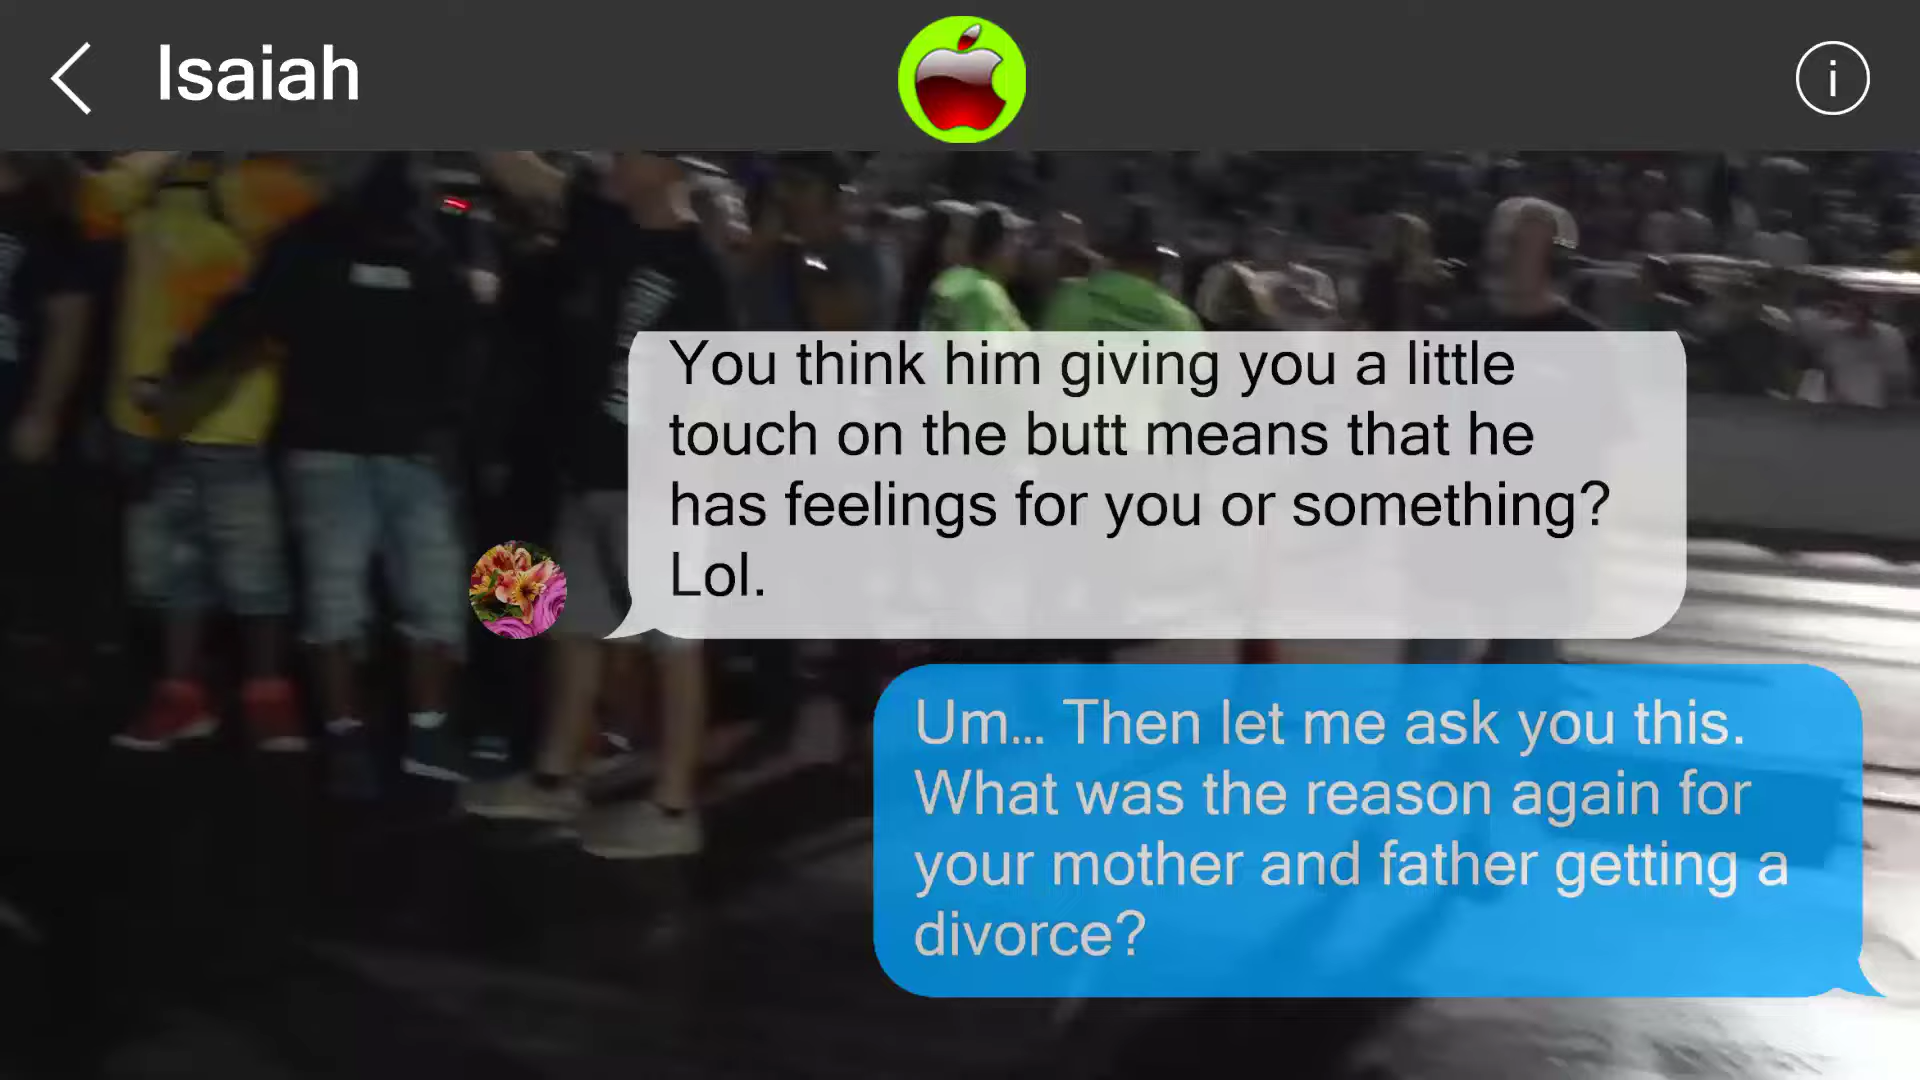 Isaiah
You think him giving you a little
touch on the butt means that he
has feelings for you or something?
Lol.
Um... Then let me ask you this.
What was the reason again for
your mother and father getting a
divorce?